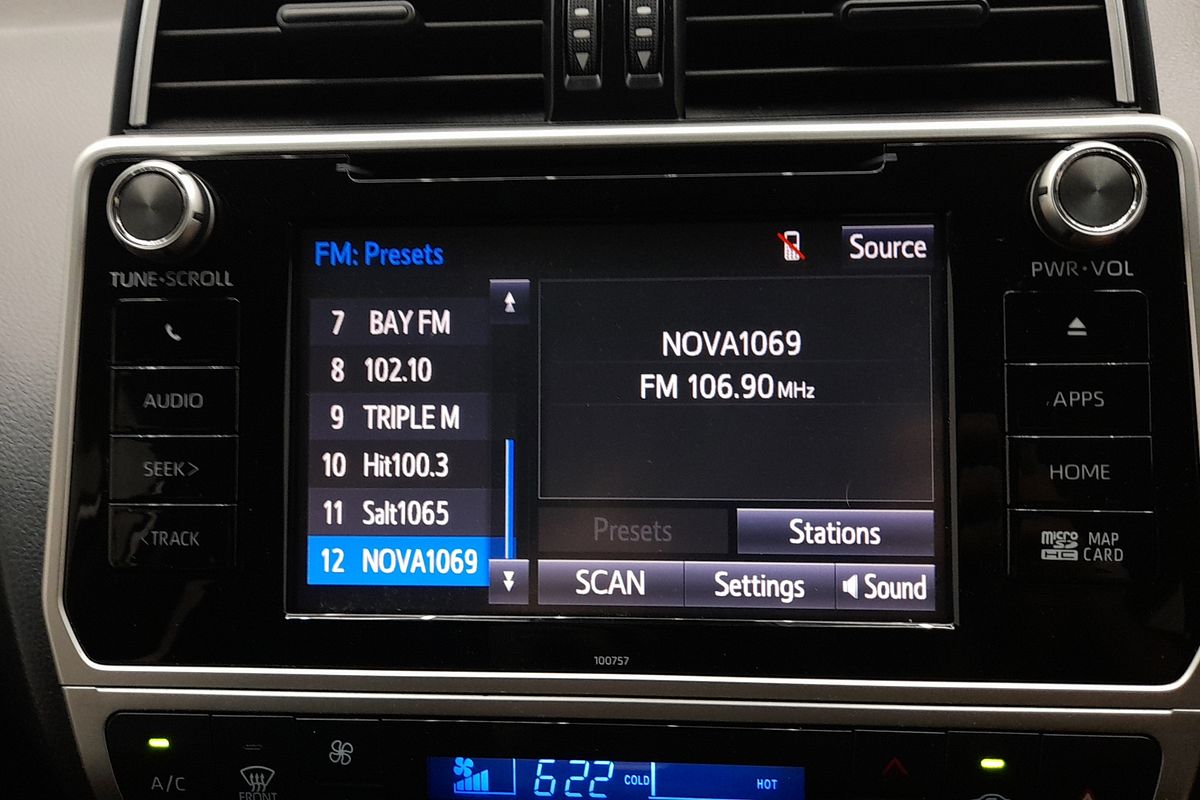 TUNE•SCROLL
AUDIO
SEEK>
<TRACK
FM: Presets
Source
7 BAY FM
8 102.10
9 TRIPLE M
10 Hit100.3
11 Salt1065
12 NOVA1069
NOVA1069
FM 106.90MHz
Presets
Stations
SCAN
Settings
Sound
PWR•VOL
APPS
HOME
micro SD HC MAP CARD
100757
A/C
FRONT
622
COLD
HOT